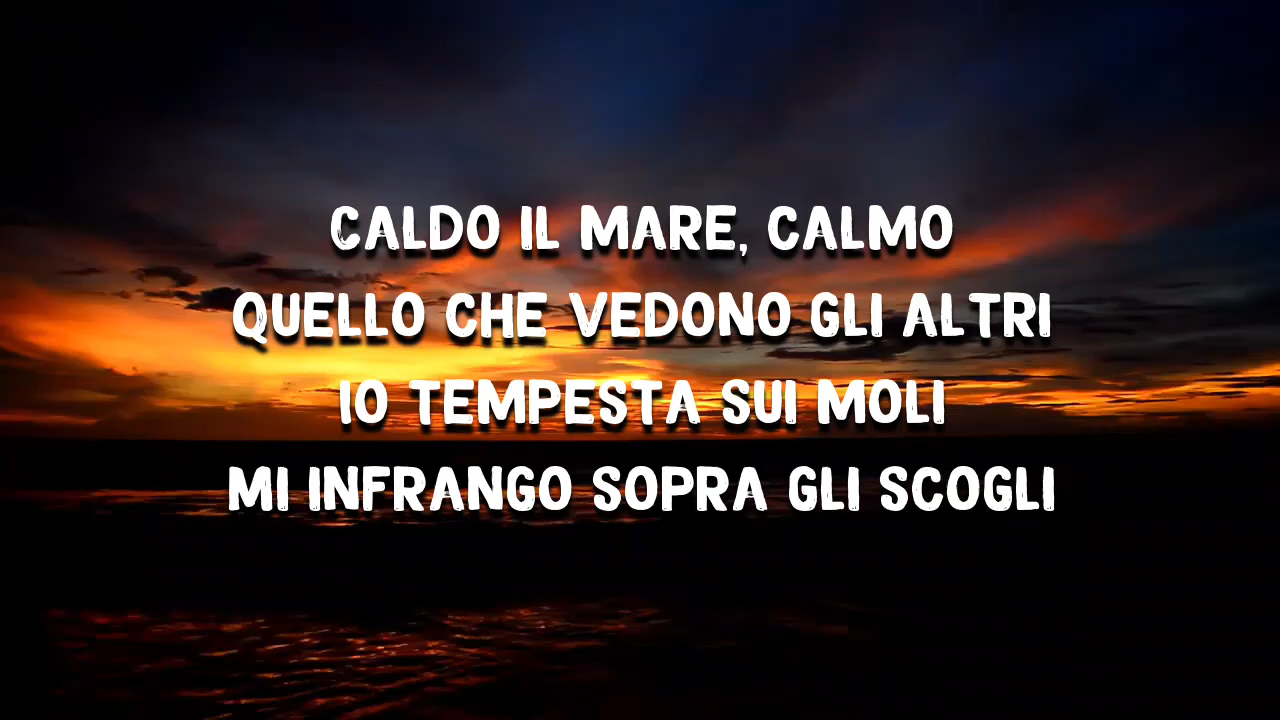 CALDO IL MARE, CALMO
QUELLO CHE VEDONO GLI ALTRI
IO TEMPESTA SUI MOLI
MI INFRANGO SOPRA GLI SCOGLI